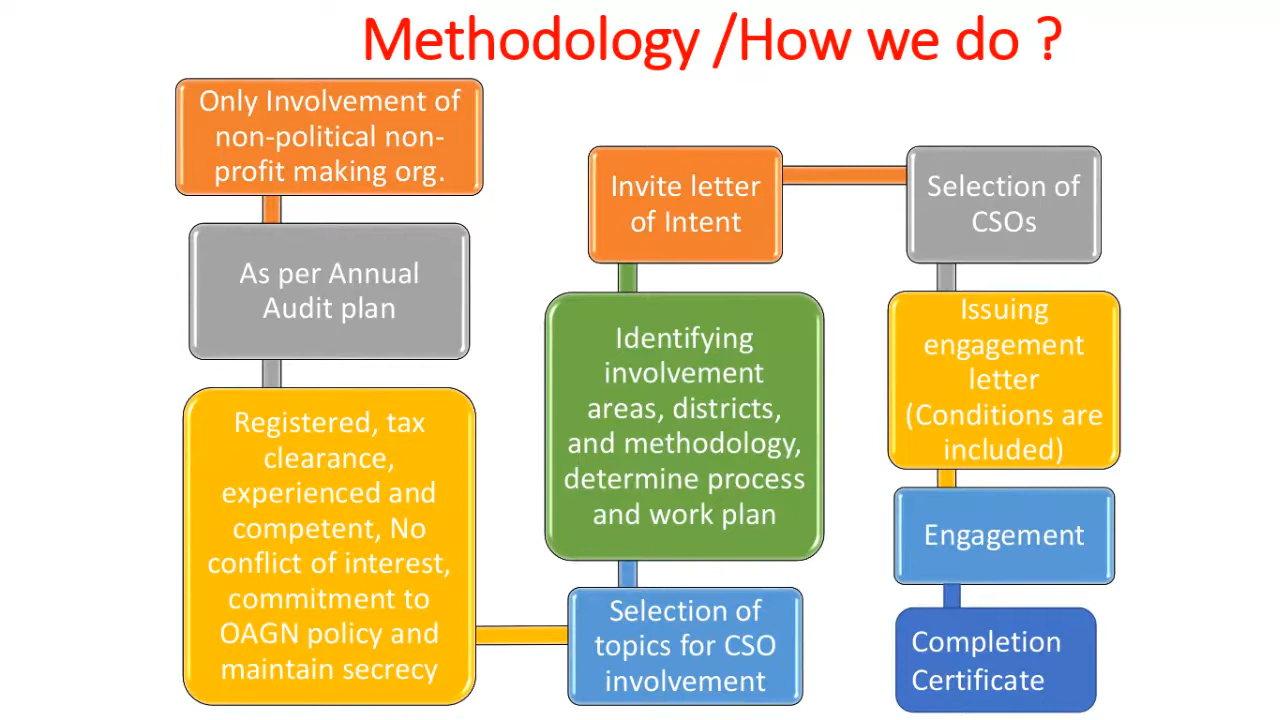 Methodology /How we do ?
Only Involvement of
non-political non-
profit making org.
As per Annual
Audit plan
Registered, tax
clearance,
experienced and
competent, No
conflict of interest,
commitment to
OAGN policy and
maintain secrecy
Selection of
topics for CSO
involvement
Identifying
involvement
areas, districts,
and methodology,
determine process
and work plan
Invite letter
of Intent
Selection of
CSOs
Issuing
engagement
letter
(Conditions are
included)
Engagement
Completion
Certificate